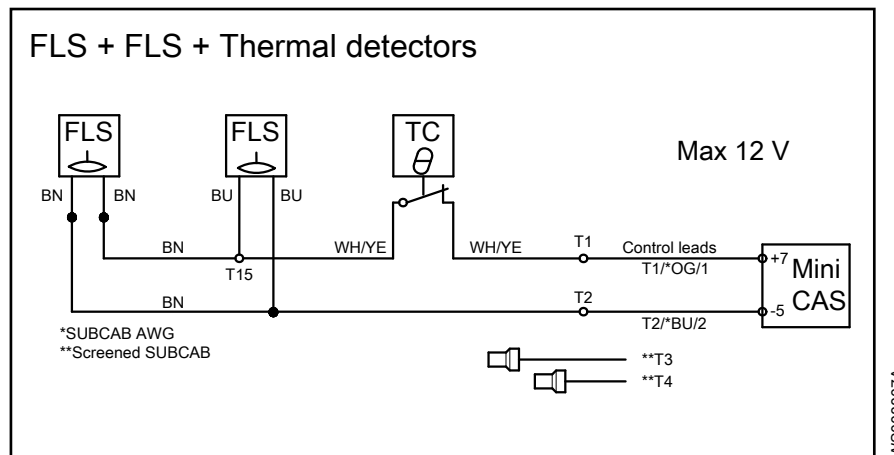 FLS + FLS + Thermal detectors
FLS
FLS
TC
Max 12 V
BN
BN
BU
BU
BN
WH/YE
WH/YE
T1
Control leads
+7
Mini
CAS
T15
T1/*OG/1
BN
T2
-5
T2/*BU/2
*SUBCAB AWG
**Screened SUBCAB
**T3
**T4